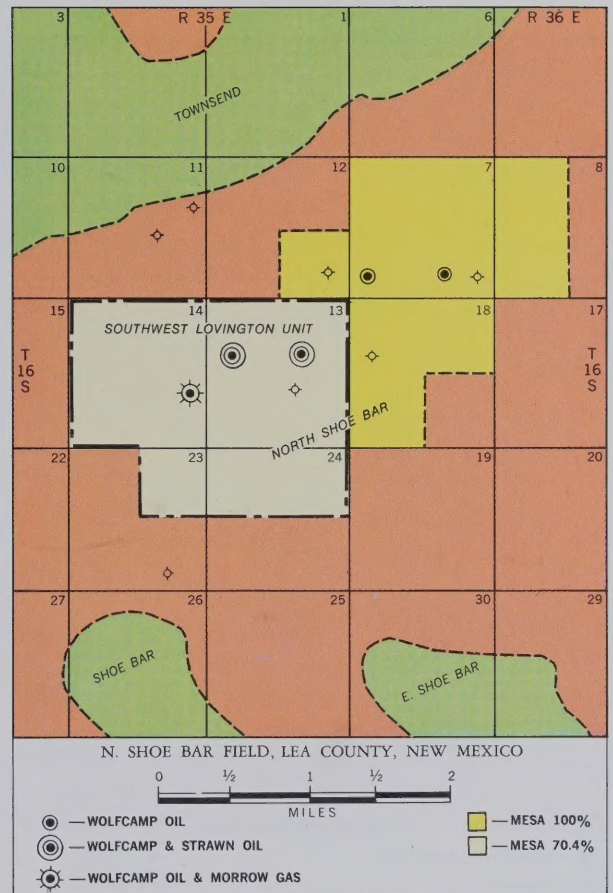 3 R 35 E 1 6 R 36 E
TOWNSEND
10 11 12 7 8
15 14 13 18 17
SOUTHWEST LOVINGTON UNIT
T
16
S
T
16
S
NORTH SHOE BAR
22 23 24 19 20
27 26 25 30 29
SHOE BAR
E. SHOE BAR
N. SHOE BAR FIELD, LEA COUNTY, NEW MEXICO
0 ½ 1 ½ 2
MILES
— WOLFCAMP OIL
— WOLFCAMP & STRAWN OIL
— WOLFCAMP OIL & MORROW GAS
— MESA 100%
— MESA 70.4%